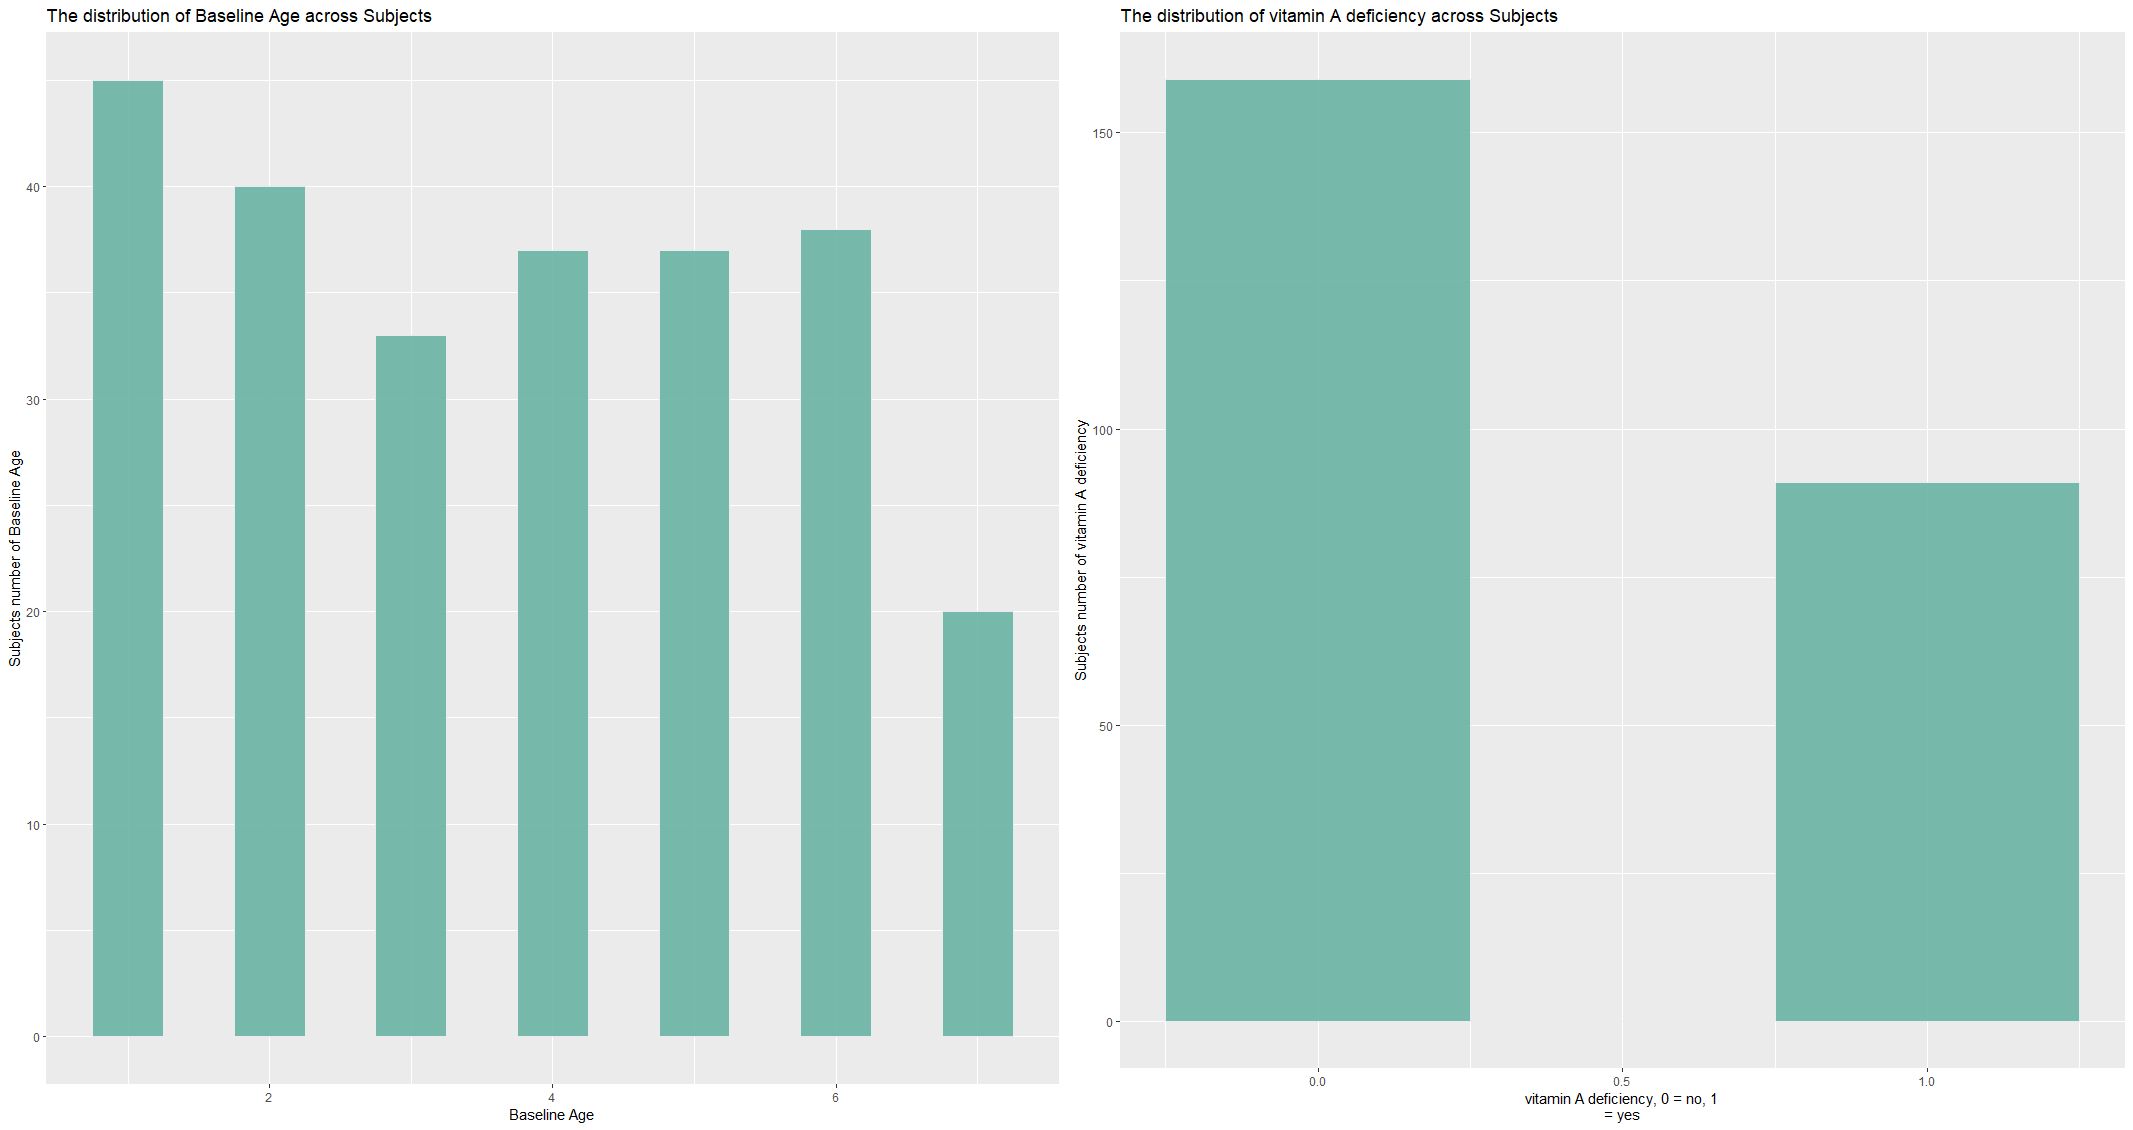 The distribution of Baseline Age across Subjects
Subjects number of Baseline Age
40
30
20
10
0
2
4
6
Baseline Age
The distribution of vitamin A deficiency across Subjects
Subjects number of vitamin A deficiency
150
100
50
0
0.0
0.5
1.0
vitamin A deficiency, 0 = no, 1
= yes